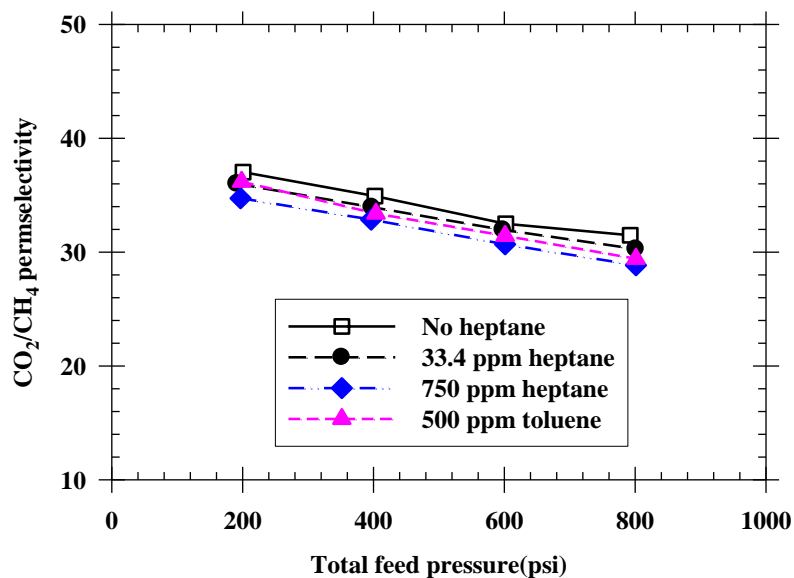 50
40
30
20
10
CO₂/CH₄ permselectivity
No heptane
33.4 ppm heptane
750 ppm heptane
500 ppm toluene
0 200 400 600 800 1000
Total feed pressure(psi)